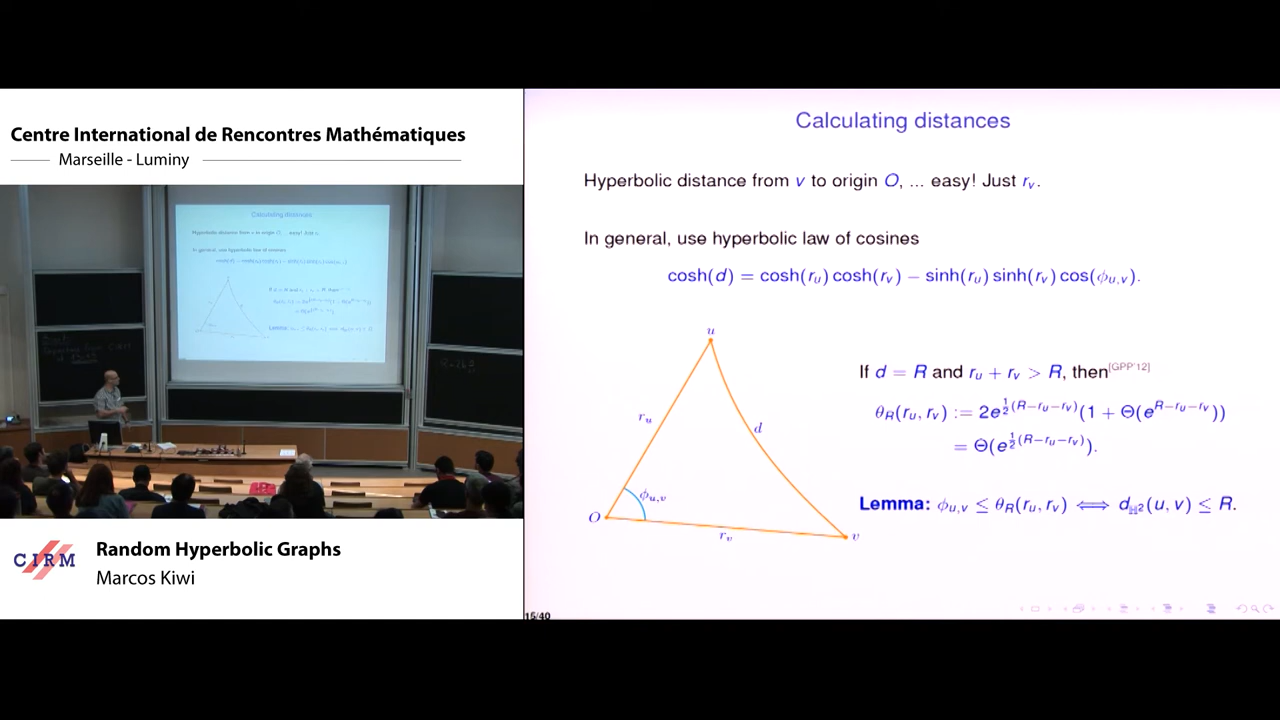 Centre International de Rencontres Mathématiques
Marseille - Luminy
Calculating distances
Hyperbolic distance from v to origin O, ... easy! Just r_v.
In general, use hyperbolic law of cosines
cosh(d) = cosh(r_u) cosh(r_v) − sinh(r_u) sinh(r_v) cos(ϕ_{u,v}).
u
r_u
d
ϕ_{u,v}
O
r_v
v
If d = R and r_u + r_v > R, then [GPP'12]
θ_R(r_u, r_v) := 2e^{½(R−r_u−r_v)}(1 + Θ(e^{R−r_u−r_v}))
= Θ(e^{½(R−r_u−r_v)}).
Lemma: ϕ_{u,v} ≤ θ_R(r_u, r_v) ⟺ d_{ℍ²}(u, v) ≤ R.
15/40
CIRM
Random Hyperbolic Graphs
Marcos Kiwi